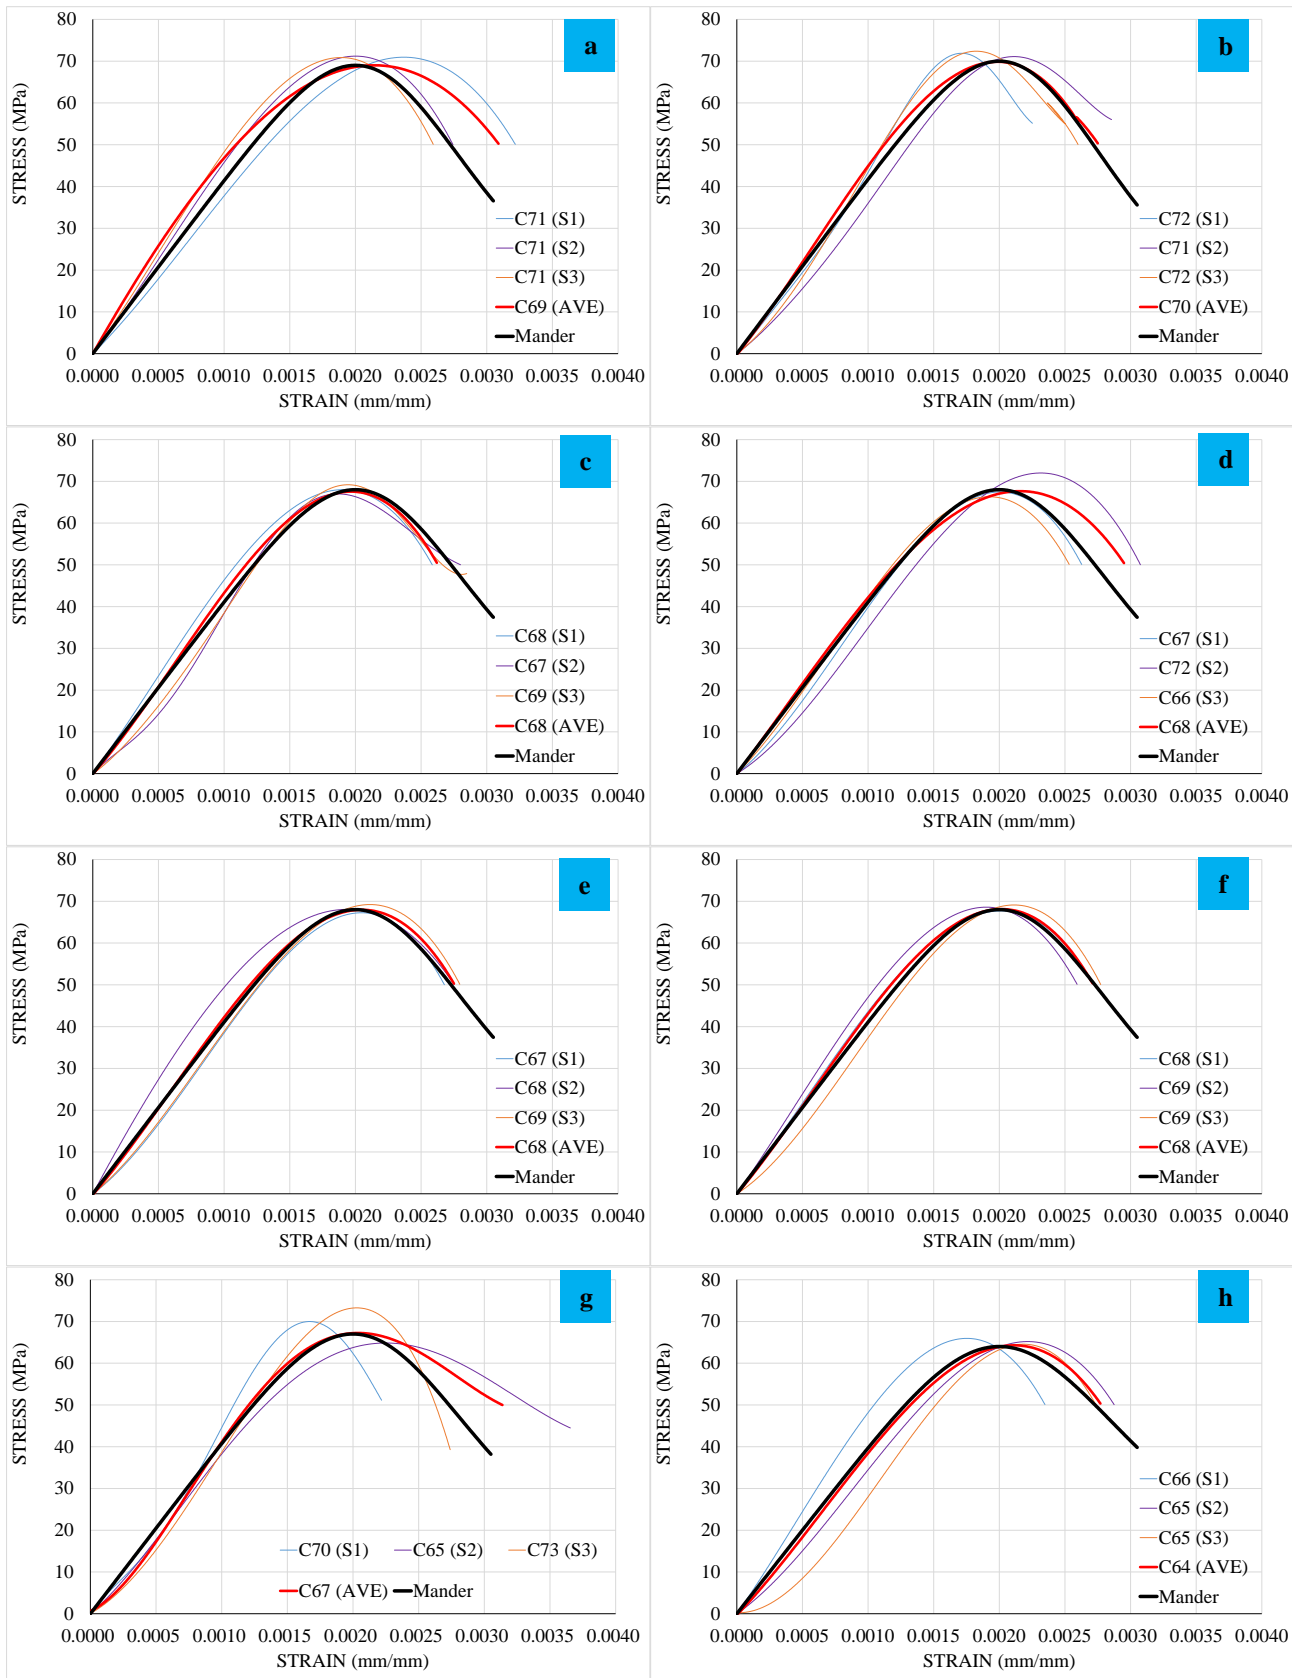 a
STRESS (MPa)
80
70
60
50
40
30
20
10
0
C71 (S1)
C71 (S2)
C71 (S3)
C69 (AVE)
Mander
0.0000 0.0005 0.0010 0.0015 0.0020 0.0025 0.0030 0.0035 0.0040
STRAIN (mm/mm)
b
STRESS (MPa)
80
70
60
50
40
30
20
10
0
C72 (S1)
C71 (S2)
C72 (S3)
C70 (AVE)
Mander
0.0000 0.0005 0.0010 0.0015 0.0020 0.0025 0.0030 0.0035 0.0040
STRAIN (mm/mm)
c
STRESS (MPa)
80
70
60
50
40
30
20
10
0
C68 (S1)
C67 (S2)
C69 (S3)
C68 (AVE)
Mander
0.0000 0.0005 0.0010 0.0015 0.0020 0.0025 0.0030 0.0035 0.0040
STRAIN (mm/mm)
d
STRESS (MPa)
80
70
60
50
40
30
20
10
0
C67 (S1)
C72 (S2)
C66 (S3)
C68 (AVE)
Mander
0.0000 0.0005 0.0010 0.0015 0.0020 0.0025 0.0030 0.0035 0.0040
STRAIN (mm/mm)
e
STRESS (MPa)
80
70
60
50
40
30
20
10
0
C67 (S1)
C68 (S2)
C69 (S3)
C68 (AVE)
Mander
0.0000 0.0005 0.0010 0.0015 0.0020 0.0025 0.0030 0.0035 0.0040
STRAIN (mm/mm)
f
STRESS (MPa)
80
70
60
50
40
30
20
10
0
C68 (S1)
C69 (S2)
C69 (S3)
C68 (AVE)
Mander
0.0000 0.0005 0.0010 0.0015 0.0020 0.0025 0.0030 0.0035 0.0040
STRAIN (mm/mm)
g
STRESS (MPa)
80
70
60
50
40
30
20
10
0
C70 (S1) C65 (S2) C73 (S3)
C67 (AVE) Mander
0.0000 0.0005 0.0010 0.0015 0.0020 0.0025 0.0030 0.0035 0.0040
STRAIN (mm/mm)
h
STRESS (MPa)
80
70
60
50
40
30
20
10
0
C66 (S1)
C65 (S2)
C65 (S3)
C64 (AVE)
Mander
0.0000 0.0005 0.0010 0.0015 0.0020 0.0025 0.0030 0.0035 0.0040
STRAIN (mm/mm)